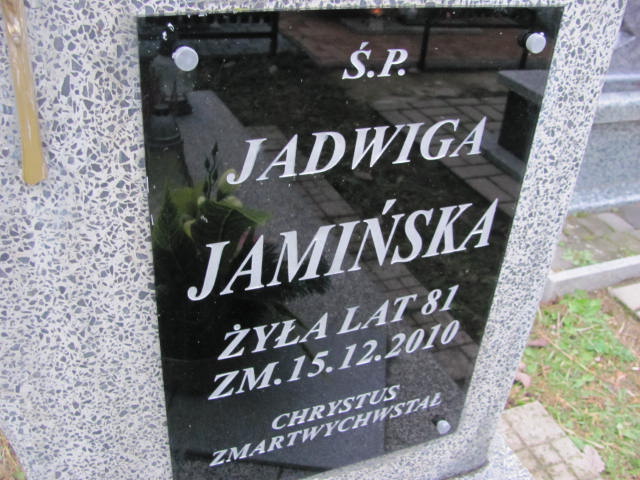 Ś.P.
JADWIGA
JAMIŃSKA
ŻYŁA LAT 81
ZM.15.12.2010
CHRYSTUS
ZMARTWYCHWSTAŁ